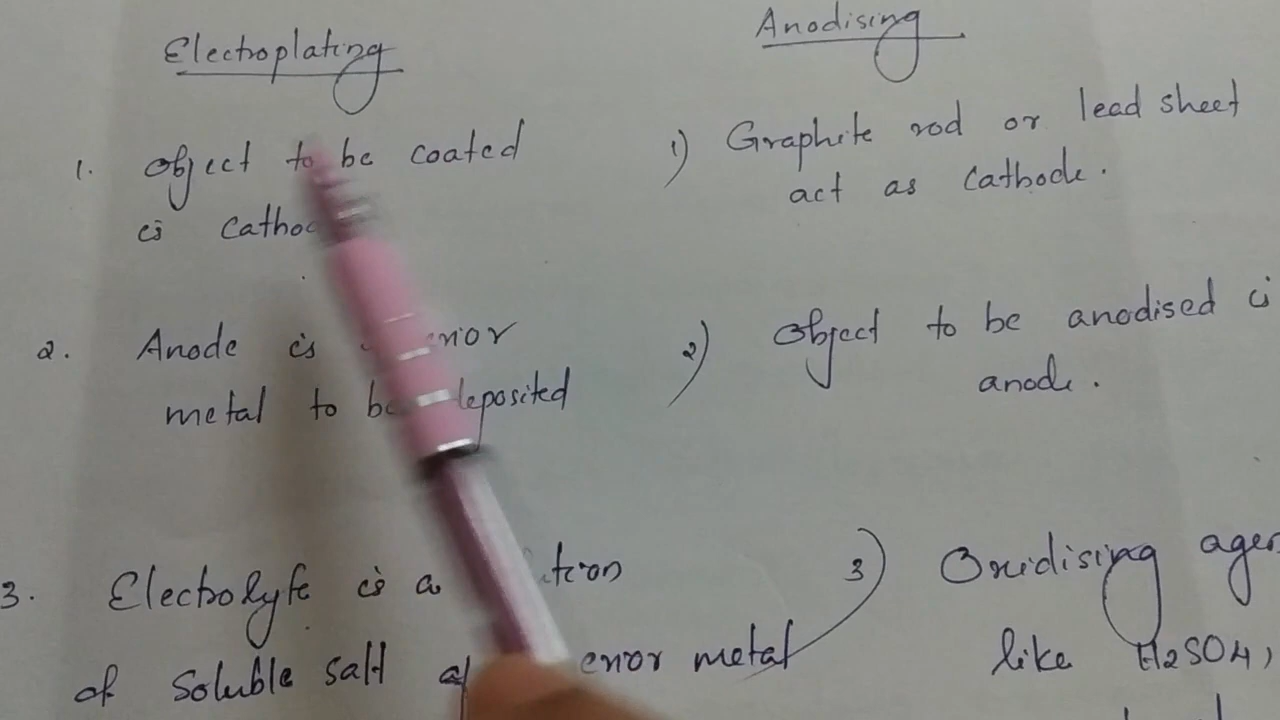 Electroplating
1. Object to be coated
is
2. Anode is
metal to be deposited
3. Electrolyte is a
of soluble salt metal
Anodising
1) Graphite rod or lead sheet
act as cathode.
2) Object to be anodised
anode.
3) Oxidising
like H2SO4,